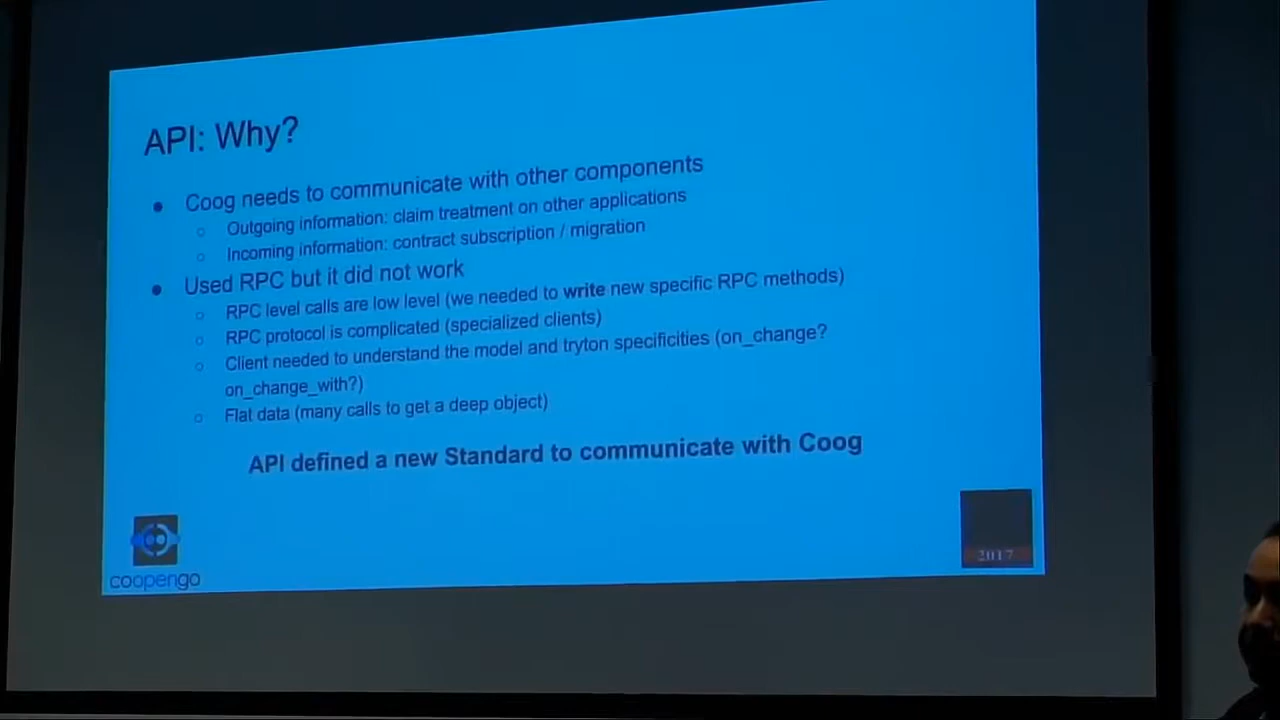 API: Why?
● Coog needs to communicate with other components
○ Outgoing information: claim treatment on other applications
○ Incoming information: contract subscription / migration
● Used RPC but it did not work
○ RPC level calls are low level (we needed to write new specific RPC methods)
○ RPC protocol is complicated (specialized clients)
○ Client needed to understand the model and tryton specificities (on_change?
on_change_with?)
○ Flat data (many calls to get a deep object)
API defined a new Standard to communicate with Coog
coopengo
2017